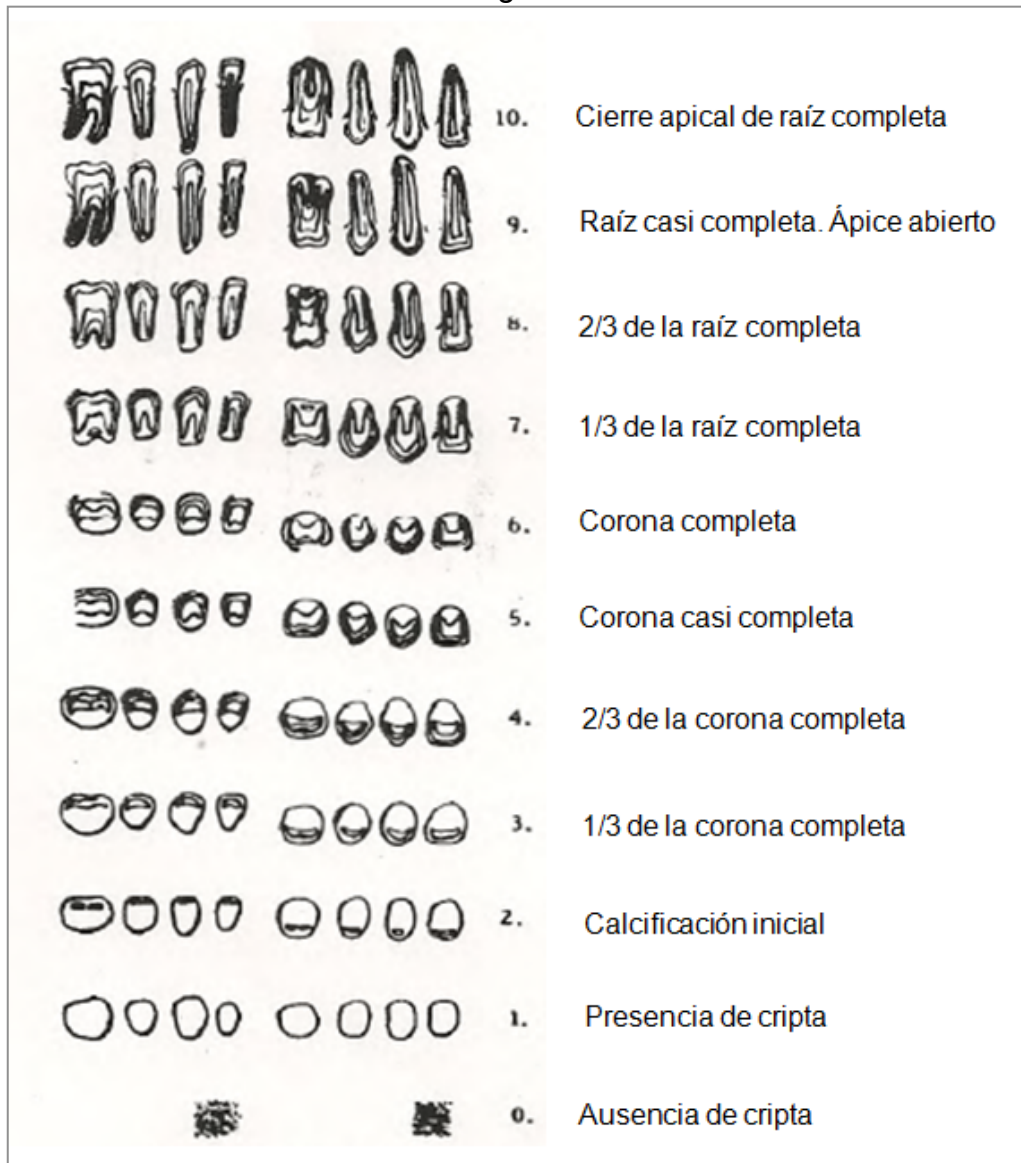 10. Cierre apical de raíz completa
9. Raíz casi completa. Ápice abierto
8. 2/3 de la raíz completa
7. 1/3 de la raíz completa
6. Corona completa
5. Corona casi completa
4. 2/3 de la corona completa
3. 1/3 de la corona completa
2. Calcificación inicial
1. Presencia de cripta
0. Ausencia de cripta